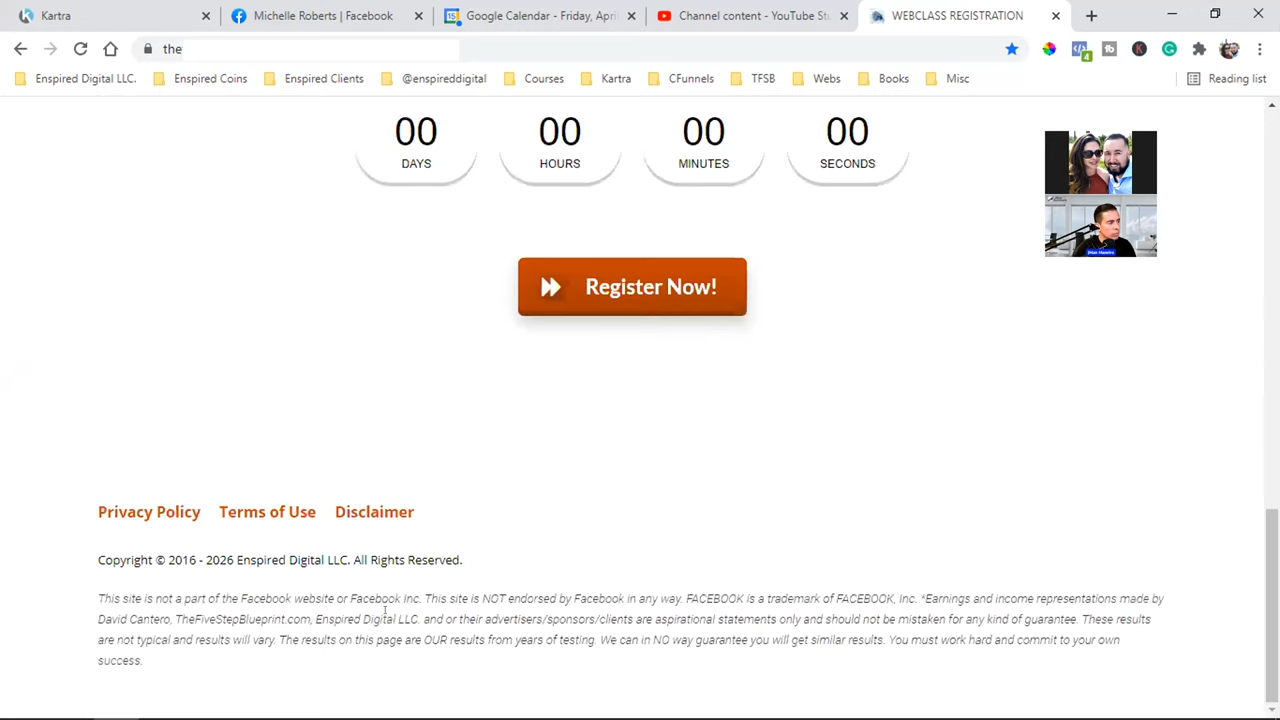 Kartra
Michelle Roberts | Facebook
Google Calendar - Friday, Apri
Channel content - YouTube Stu
WEBCLASS REGISTRATION
the
4
Enspired Digital LLC.
Enspired Coins
Enspired Clients
@enspireddigital
Courses
Kartra
CFunnels
TFSB
Webs
Books
Misc
Reading list
00 00 00 00
DAYS HOURS MINUTES SECONDS
Register Now!
Privacy Policy Terms of Use Disclaimer
Copyright © 2016 - 2026 Enspired Digital LLC. All Rights Reserved.
This site is not a part of the Facebook website or Facebook Inc. This site is NOT endorsed by Facebook in any way. FACEBOOK is a trademark of FACEBOOK, Inc. *Earnings and income representations made by
David Cantero, TheFiveStepBlueprint.com, Enspired Digital LLC. and or their advertisers/sponsors/clients are aspirational statements only and should not be mistaken for any kind of guarantee. These results
are not typical and results will vary. The results on this page are OUR results from years of testing. We can in NO way guarantee you will get similar results. You must work hard and commit to your own
success.